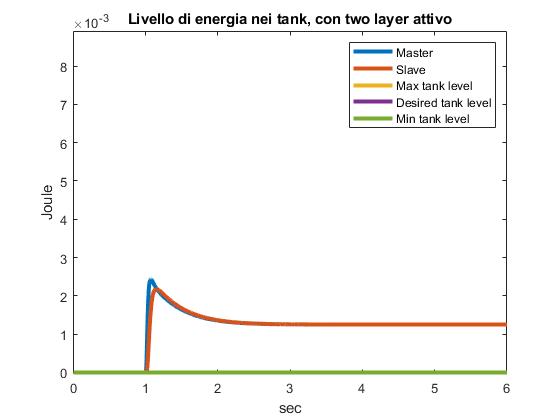 Livello di energia nei tank, con two layer attivo
×10-3
Joule
8
7
6
5
4
3
2
1
0
0 1 2 3 4 5 6
sec
Master
Slave
Max tank level
Desired tank level
Min tank level